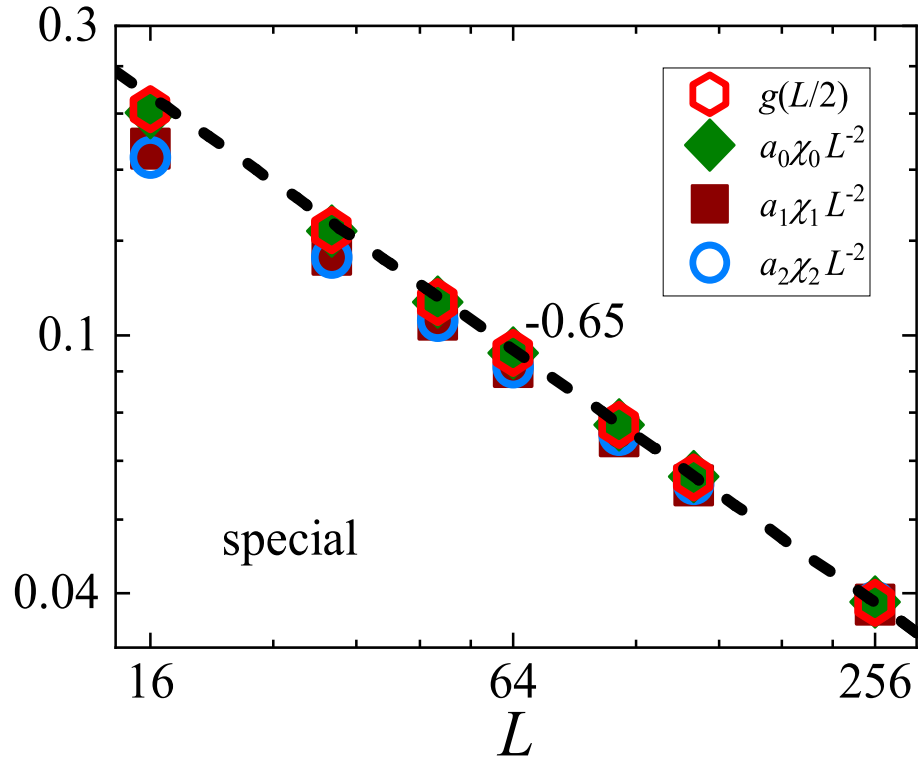 0.3
g(L/2)
a₀χ₀L⁻²
a₁χ₁L⁻²
a₂χ₂L⁻²
0.1
-0.65
special
0.04
16
64
256
L